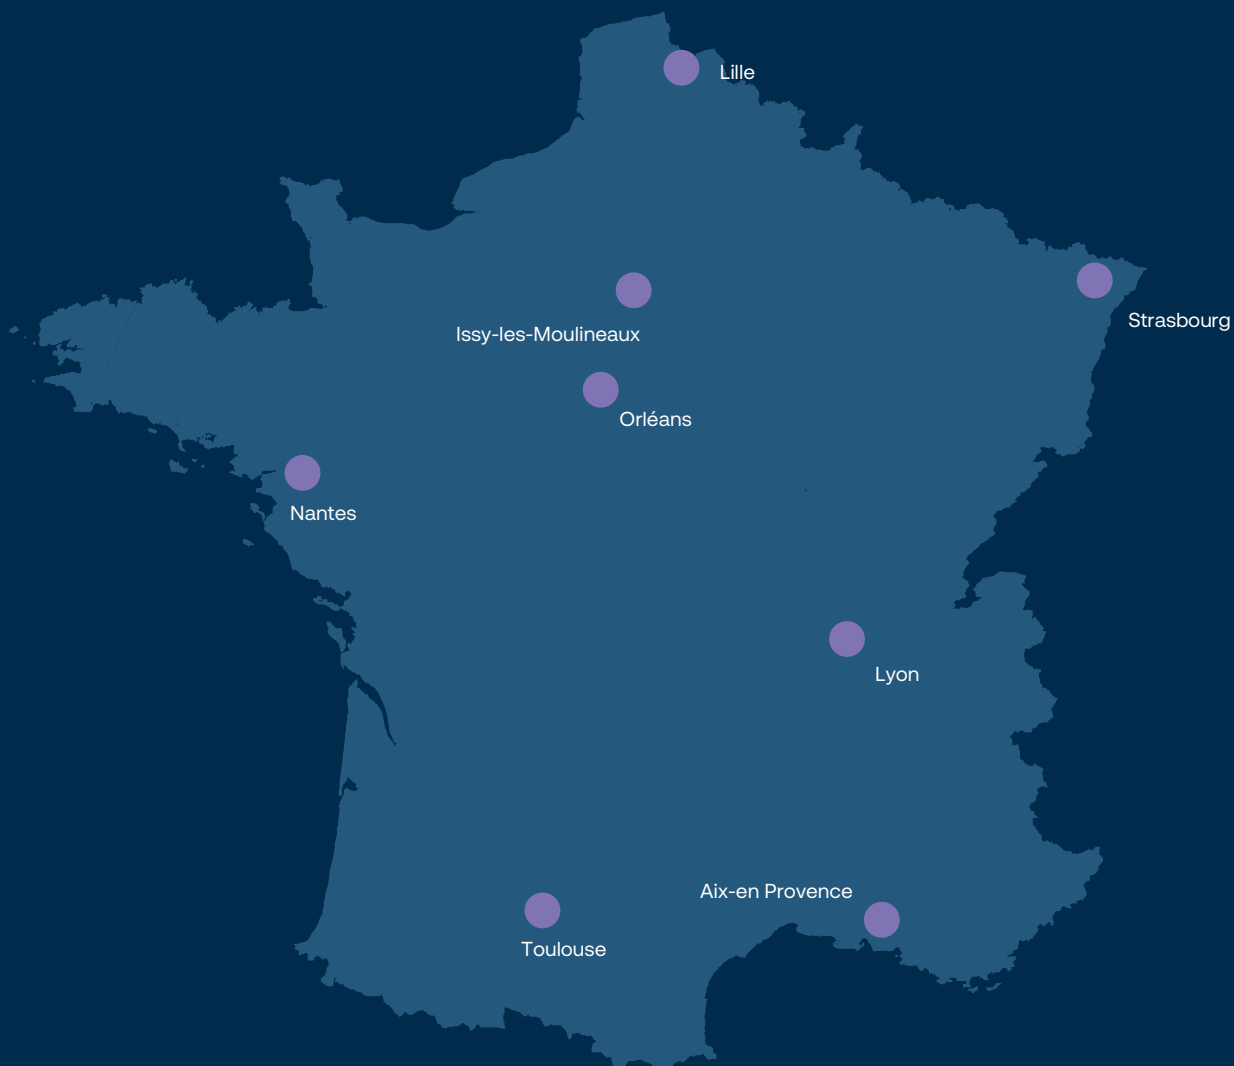 Lille
Strasbourg
Issy-les-Moulineaux
Orléans
Nantes
Lyon
Aix-en Provence
Toulouse